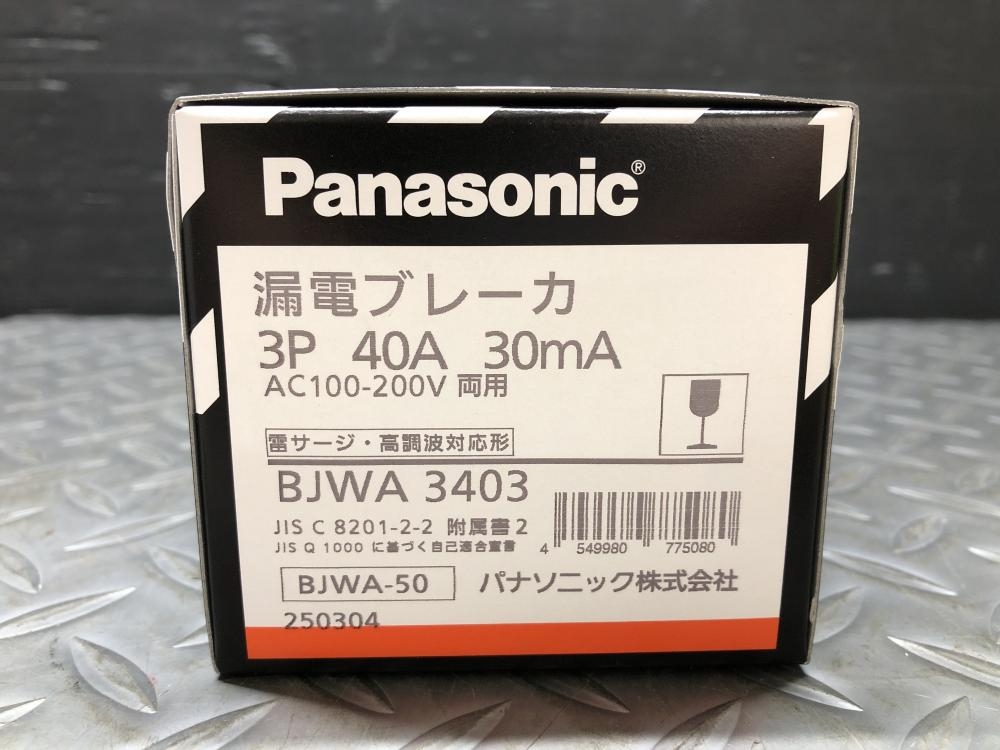 Panasonic®
漏電ブレーカ
3P 40A 30mA
AC100-200V 両用
雷サージ・高調波対応形
BJWA 3403
JIS C 8201-2-2 附属書2
JIS Q 1000 に基づく自己適合宣言
4 549980 775080
BJWA-50 パナソニック株式会社
250304